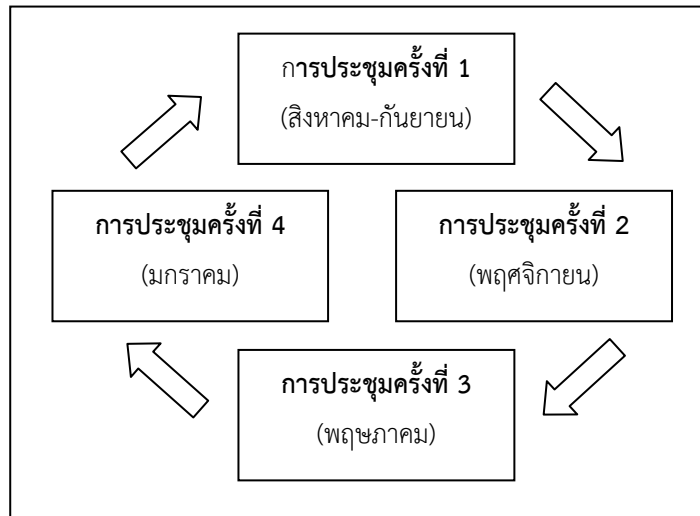 การประชุมครั้งที่ 1
(สิงหาคม-กันยายน)
การประชุมครั้งที่ 2
(พฤศจิกายน)
การประชุมครั้งที่ 3
(พฤษภาคม)
การประชุมครั้งที่ 4
(มกราคม)